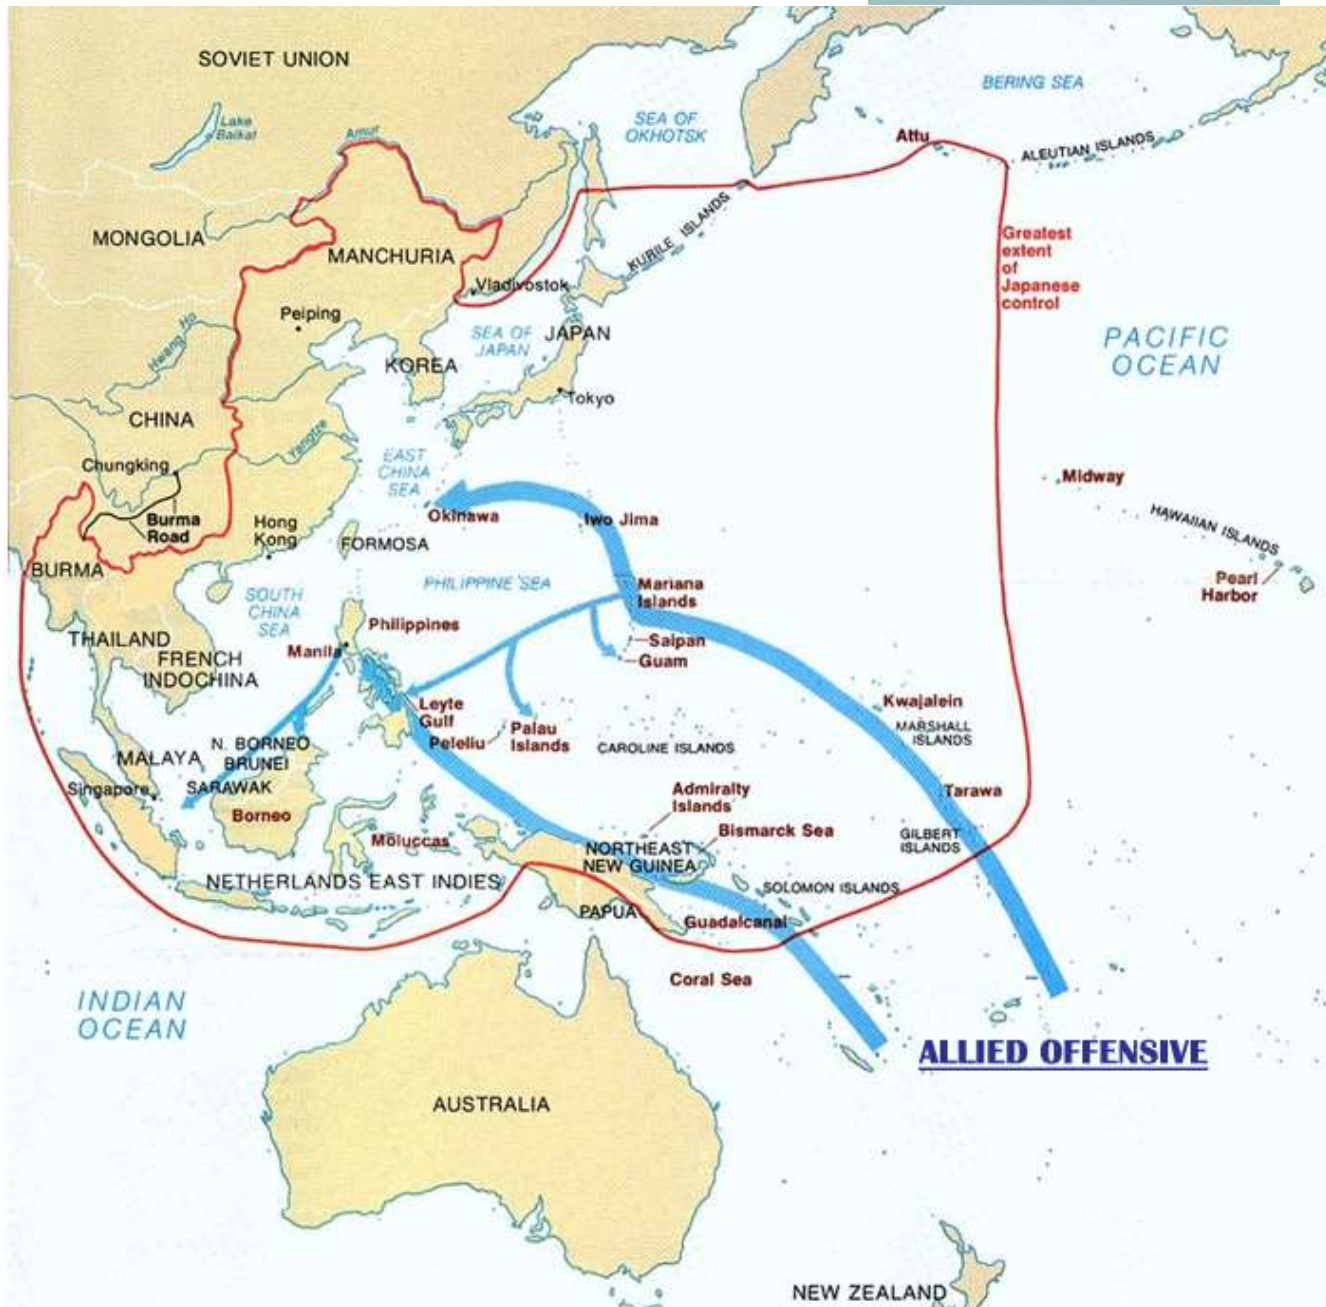 SOVIET UNION
BERING SEA
Lake
Baikal
Amur
SEA OF
OKHOTSK
Attu
ALEUTIAN ISLANDS
MONGOLIA
MANCHURIA
KURILE ISLANDS
Greatest
extent
of
Japanese
control
Vladivostok
Peiping
Hwang Ho
SEA OF
JAPAN
JAPAN
KOREA
Tokyo
PACIFIC
OCEAN
CHINA
Yangtze
Chungking
EAST
CHINA
SEA
Midway
Burma
Road
Hong
Kong
Okinawa
Iwo Jima
HAWAIIAN ISLANDS
FORMOSA
BURMA
PHILIPPINE SEA
Mariana
Islands
Pearl
Harbor
SOUTH
CHINA
SEA
Philippines
THAILAND
Manila
Saipan
Guam
FRENCH
INDOCHINA
Leyte
Gulf
Kwajalein
MARSHALL
ISLANDS
Peleliu
Palau
Islands
CAROLINE ISLANDS
N. BORNEO
BRUNEI
MALAYA
Singapore
SARAWAK
Borneo
Admiralty
Islands
Tarawa
Bismarck Sea
Moluccas
GILBERT
ISLANDS
NORTHEAST
NEW GUINEA
NETHERLANDS EAST INDIES
SOLOMON ISLANDS
PAPUA
Guadalcanal
Coral Sea
INDIAN
OCEAN
ALLIED OFFENSIVE
AUSTRALIA
NEW ZEALAND